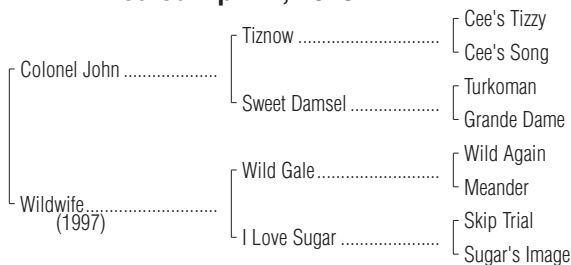 Cee's Tizzy
Tiznow ........................................
Cee's Song
Colonel John ......................
Turkoman
Sweet Damsel .....................
Grande Dame
Wild Again
Wild Gale............................
Meander
Wildwife...............................
(1997)
Skip Trial
I Love Sugar ......................
Sugar's Image